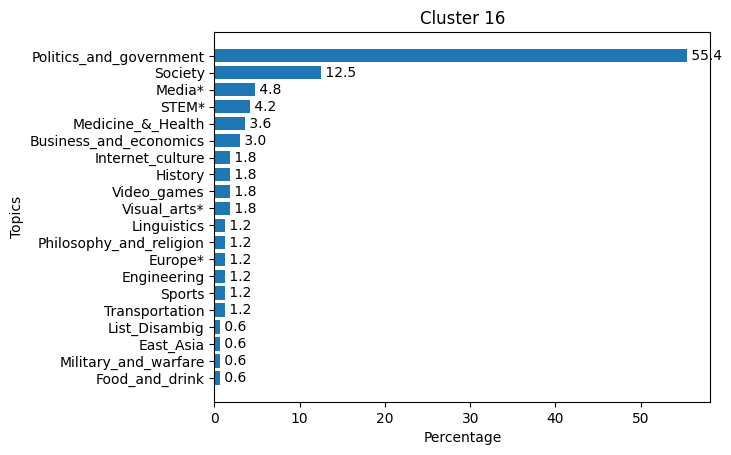 Cluster 16
Politics_and_government 55.4
Society 12.5
Media* 4.8
STEM* 4.2
Medicine_&_Health 3.6
Business_and_economics 3.0
Internet_culture 1.8
History 1.8
Video_games 1.8
Visual_arts* 1.8
Linguistics 1.2
Philosophy_and_religion 1.2
Europe* 1.2
Engineering 1.2
Sports 1.2
Transportation 1.2
List_Disambig 0.6
East_Asia 0.6
Military_and_warfare 0.6
Food_and_drink 0.6
Topics
0 10 20 30 40 50
Percentage